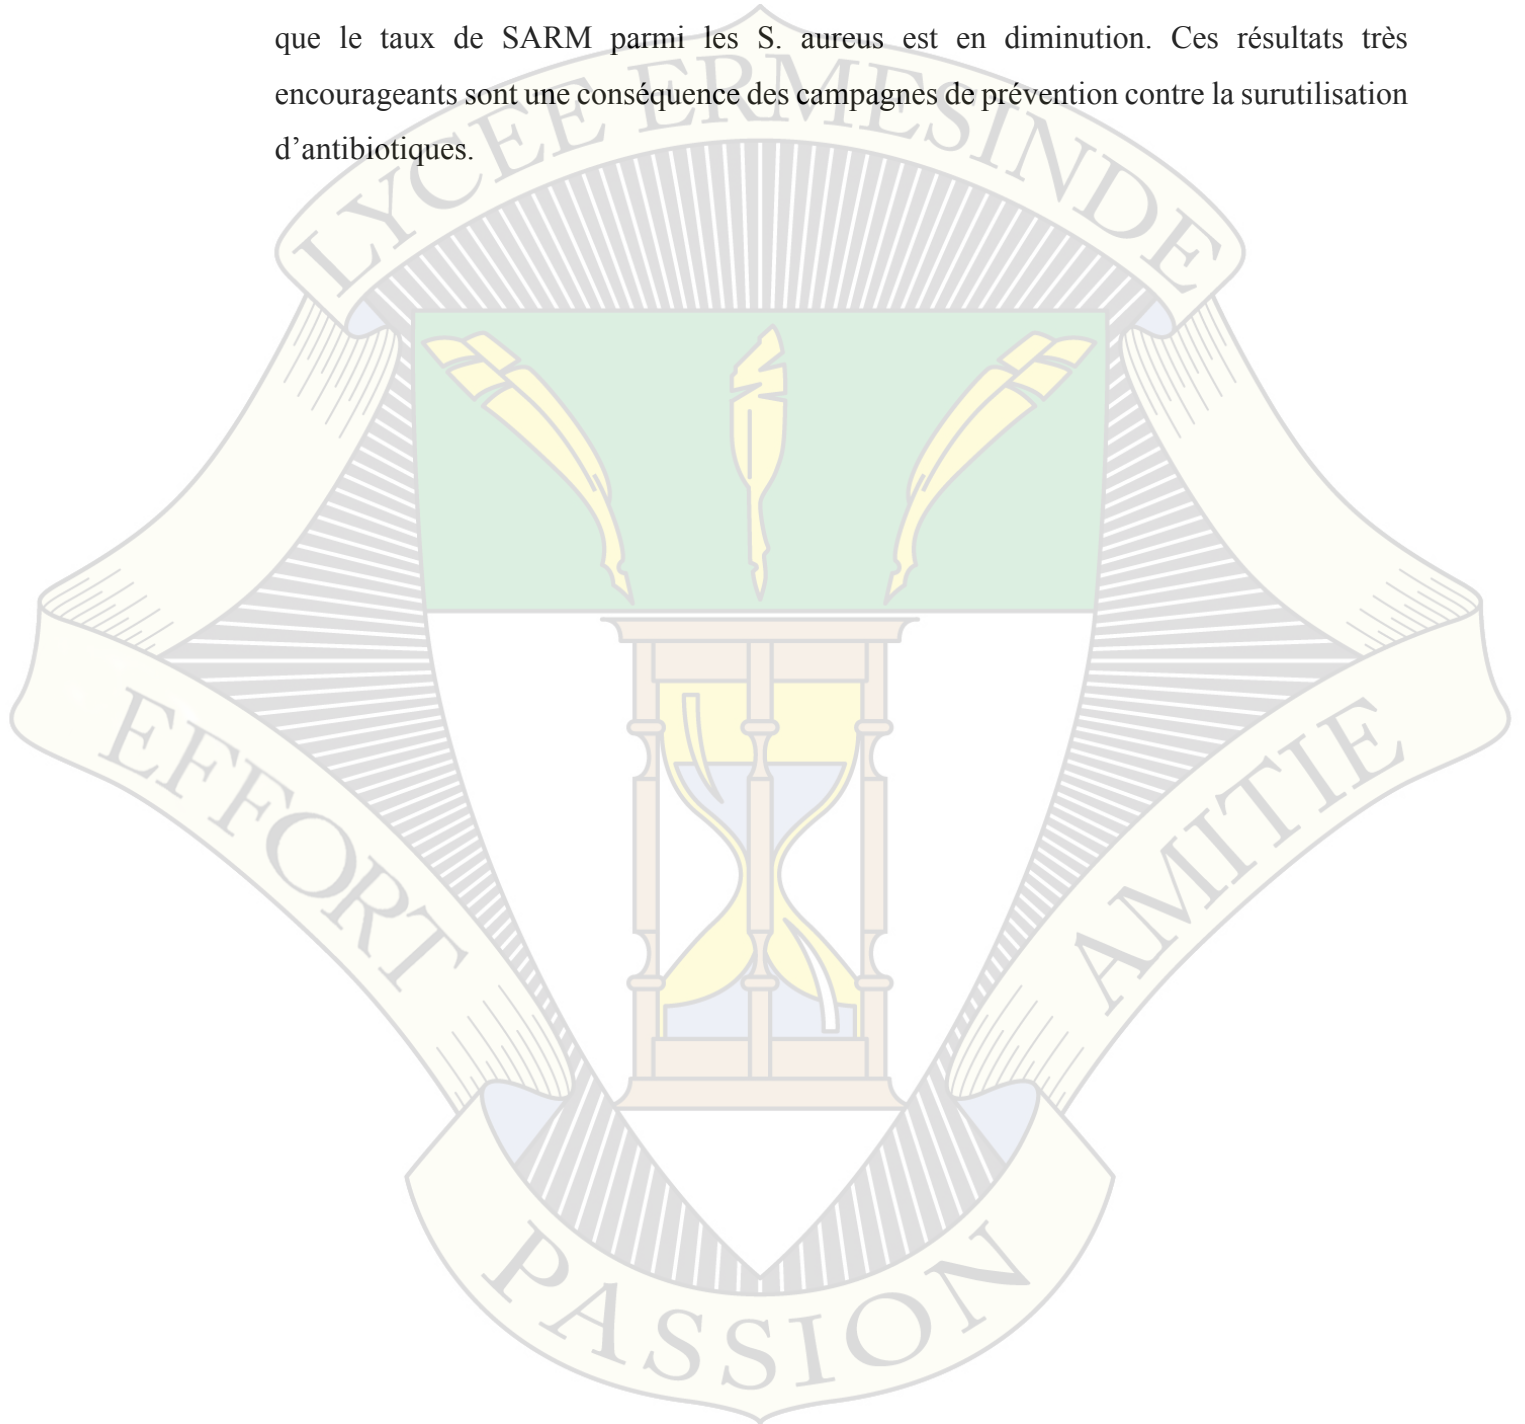 que le taux de SARM parmi les S. aureus est en diminution. Ces résultats très
encourageants sont une conséquence des campagnes de prévention contre la surutilisation
d’antibiotiques.
LYCEE ERMESINDE
EFFORT
AMITIE
PASSION